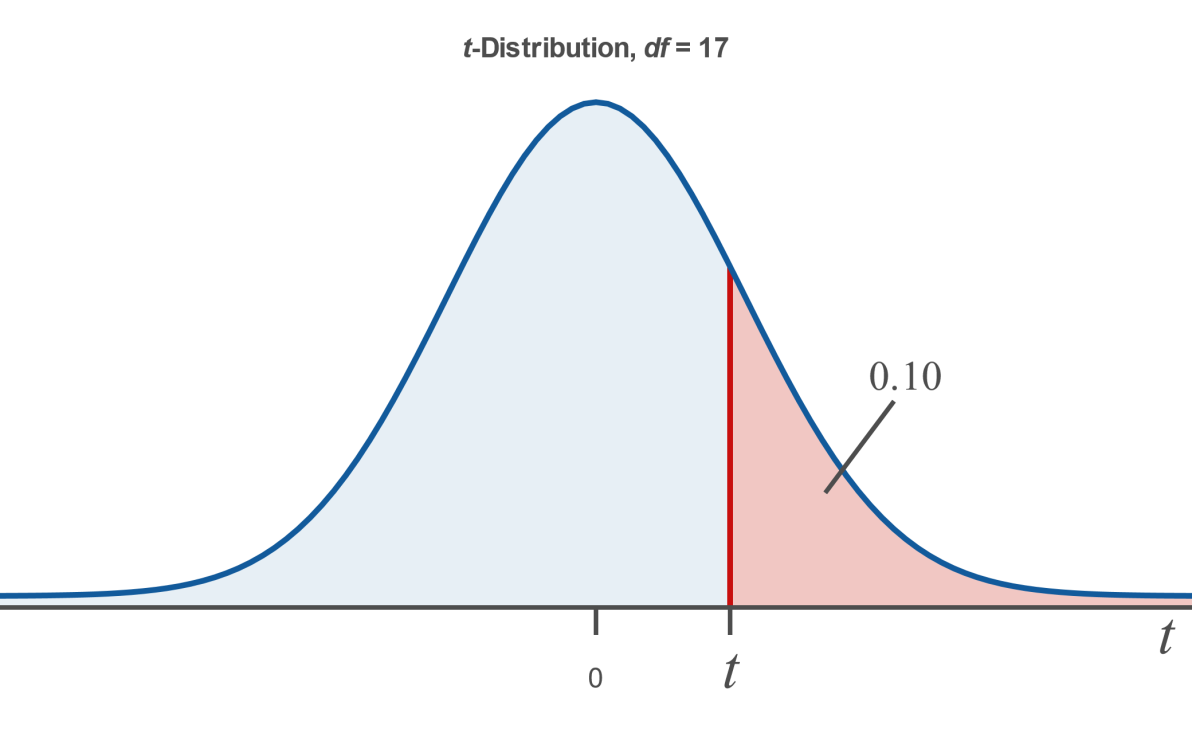 t-Distribution, df = 17
0.10
t
0
t